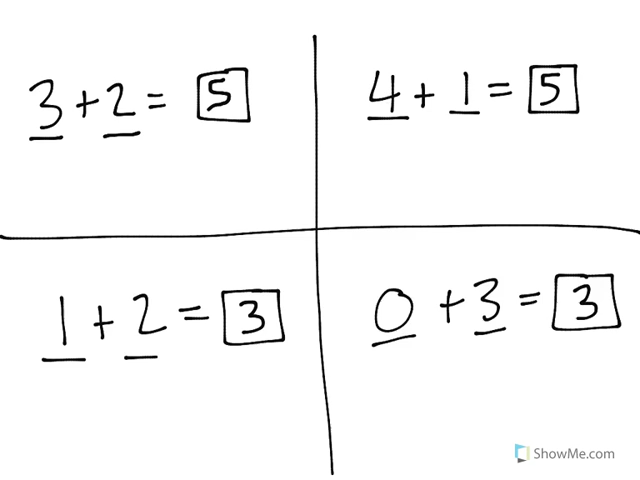 3 + 2 = 5
4 + 1 = 5
1 + 2 = 3
0 + 3 = 3
ShowMe.com